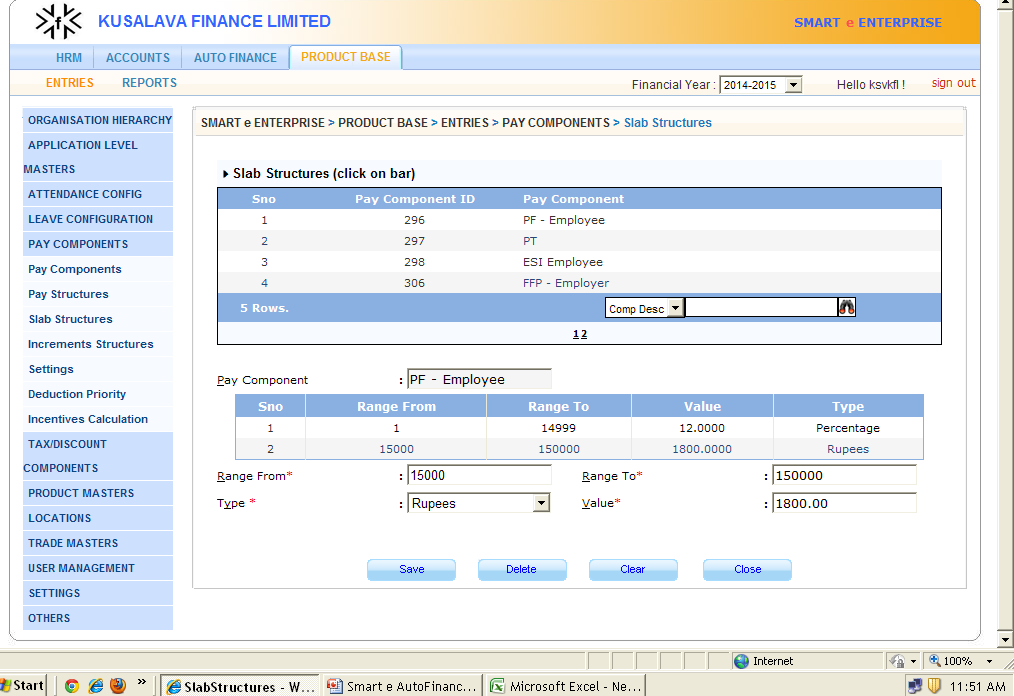 KUSALAVA FINANCE LIMITED
SMART e ENTERPRISE
HRM ACCOUNTS AUTO FINANCE PRODUCT BASE
ENTRIES REPORTS Financial Year : 2014-2015 Hello ksvkfl ! sign out
ORGANISATION HIERARCHY
APPLICATION LEVEL
MASTERS
ATTENDANCE CONFIG
LEAVE CONFIGURATION
PAY COMPONENTS
Pay Components
Pay Structures
Slab Structures
Increments Structures
Settings
Deduction Priority
Incentives Calculation
TAX/DISCOUNT
COMPONENTS
PRODUCT MASTERS
LOCATIONS
TRADE MASTERS
USER MANAGEMENT
SETTINGS
OTHERS
SMART e ENTERPRISE > PRODUCT BASE > ENTRIES > PAY COMPONENTS > Slab Structures
Slab Structures (click on bar)
Sno Pay Component ID Pay Component
1 296 PF - Employee
2 297 PT
3 298 ESI Employee
4 306 FFP - Employer
5 Rows. Comp Desc
1 2
Pay Component : PF - Employee
Sno Range From Range To Value Type
1 1 14999 12.0000 Percentage
2 15000 150000 1800.0000 Rupees
Range From* : 15000 Range To* : 150000
Type * : Rupees Value* : 1800.00
Save Delete Clear Close
Internet 100%
Start » SlabStructures - W... Smart e AutoFinanc... Microsoft Excel - Ne... 11:51 AM